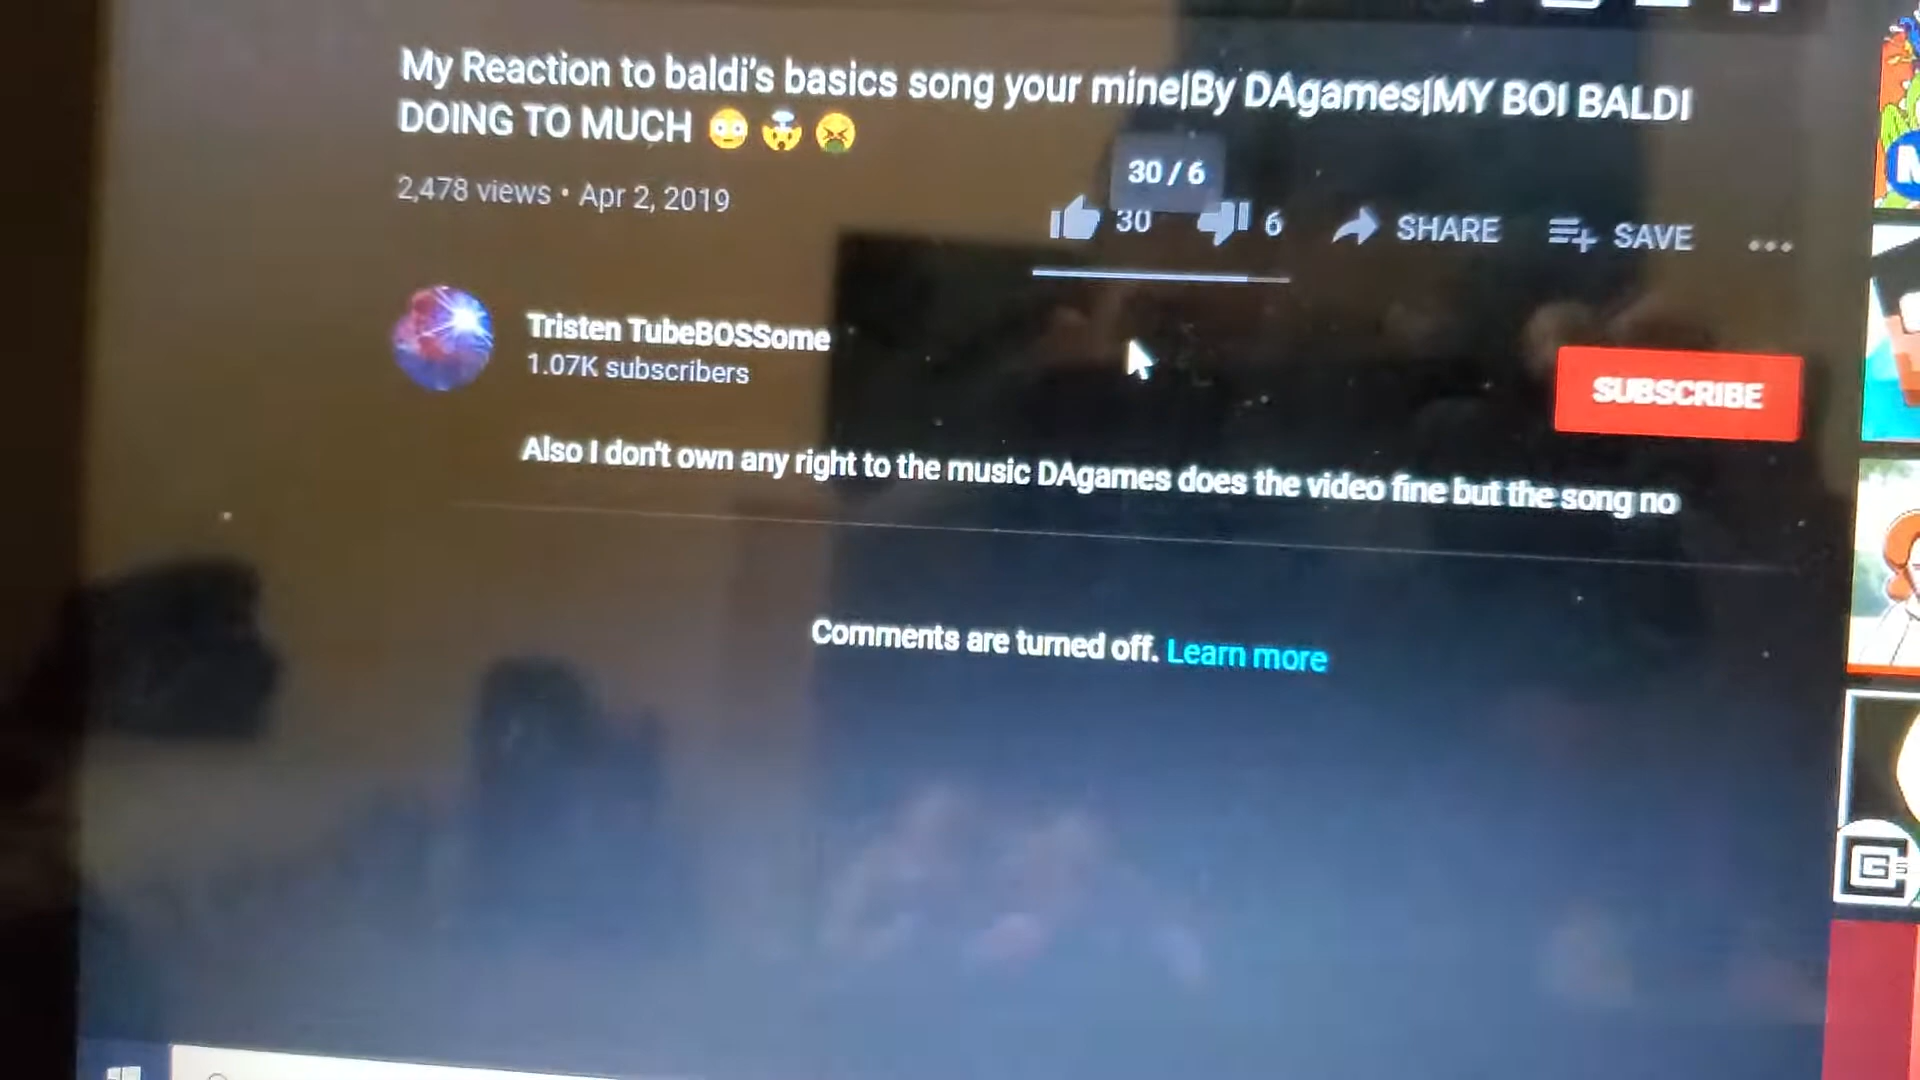 My Reaction to baldi's basics song your mine|By DAgames|MY BOI BALDI
DOING TO MUCH 😳 🤯 🤮
30 / 6
2,478 views • Apr 2, 2019
30 6 SHARE SAVE
Tristen TubeBOSSome
1.07K subscribers
SUBSCRIBE
Also I don't own any right to the music DAgames does the video fine but the song no
Comments are turned off. Learn more